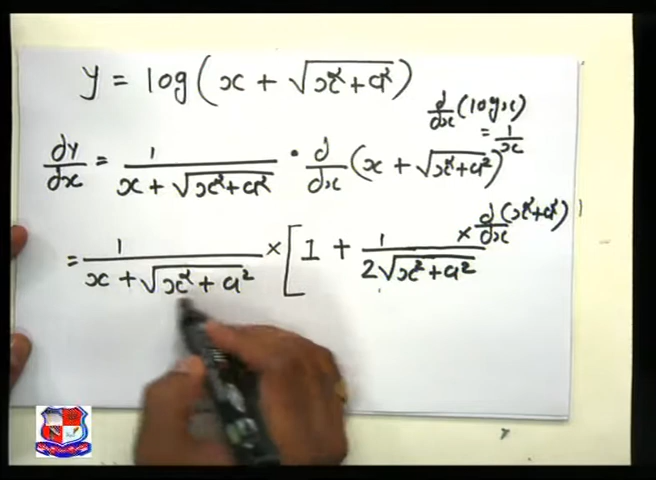 y = log(x + √(x²+a²))
d/dx (log x) = 1/x
dy/dx = 1/(x + √(x²+a²)) · d/dx (x + √(x²+a²))
= 1/(x + √(x²+a²)) × [1 + 1/(2√(x²+a²)) × d/dx (x²+a²)